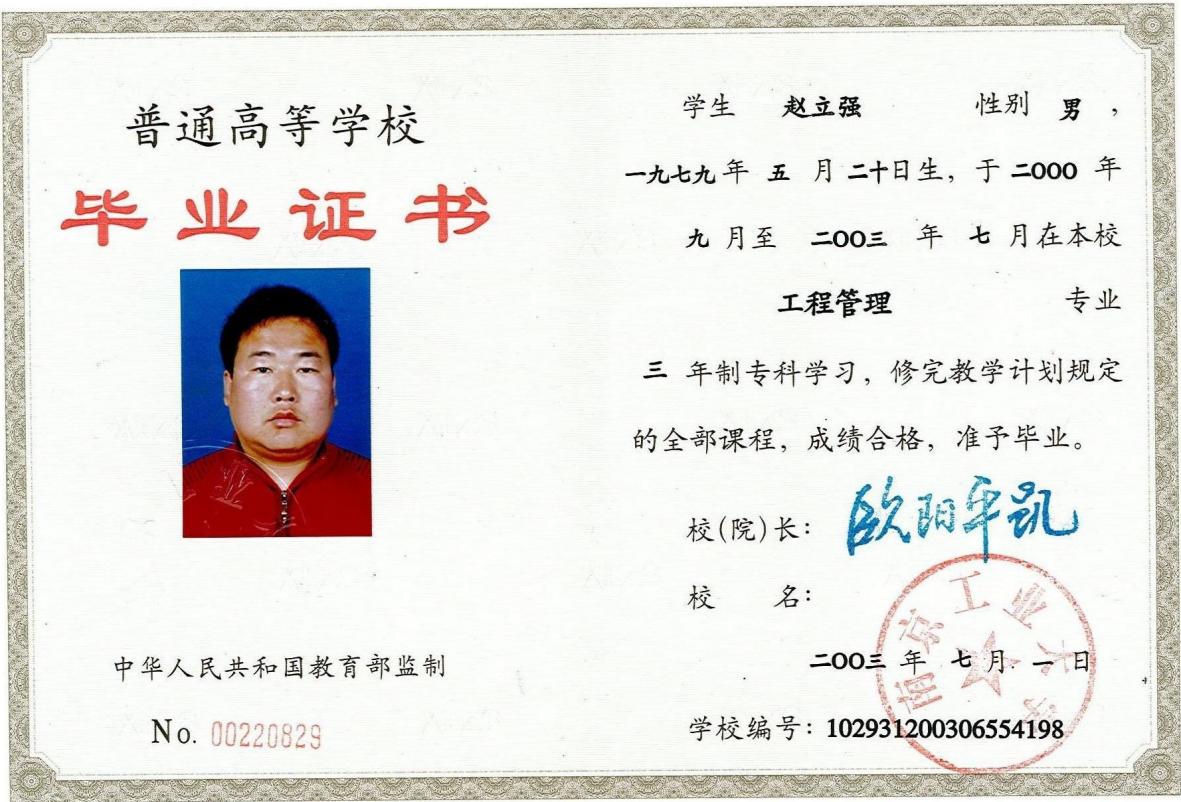 普通高等学校
毕业证书
中华人民共和国教育部监制
No. 00220829
学生 赵立强 性别 男，
一九七九年 五 月 二十日生，于 二000 年
九 月至 二00三 年 七 月在本校
工程管理 专业
三 年制专科学习，修完教学计划规定
的全部课程，成绩合格，准予毕业。
校(院)长： 欧阳平凯
校 名：
南京工业大学
二00三 年 七 月 一 日
学校编号：102931200306554198